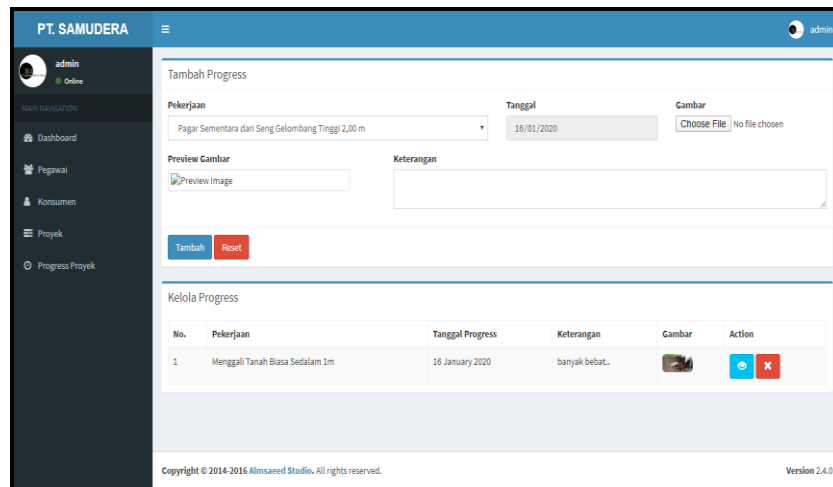 PT. SAMUDERA
admin
admin
Online
MAIN NAVIGATION
Dashboard
Pegawai
Konsumen
Proyek
Progress Proyek
Tambah Progress
Pekerjaan Tanggal Gambar
Pagar Sementara dari Seng Gelombang Tinggi 2,00 m 16/01/2020 Choose File No file chosen
Preview Gambar Keterangan
Preview Image
Tambah Reset
Kelola Progress
No. Pekerjaan Tanggal Progress Keterangan Gambar Action
1 Menggali Tanah Biasa Sedalam 1m 16 January 2020 banyak bebat..
Copyright © 2014-2016 Almsaeed Studio. All rights reserved. Version 2.4.0